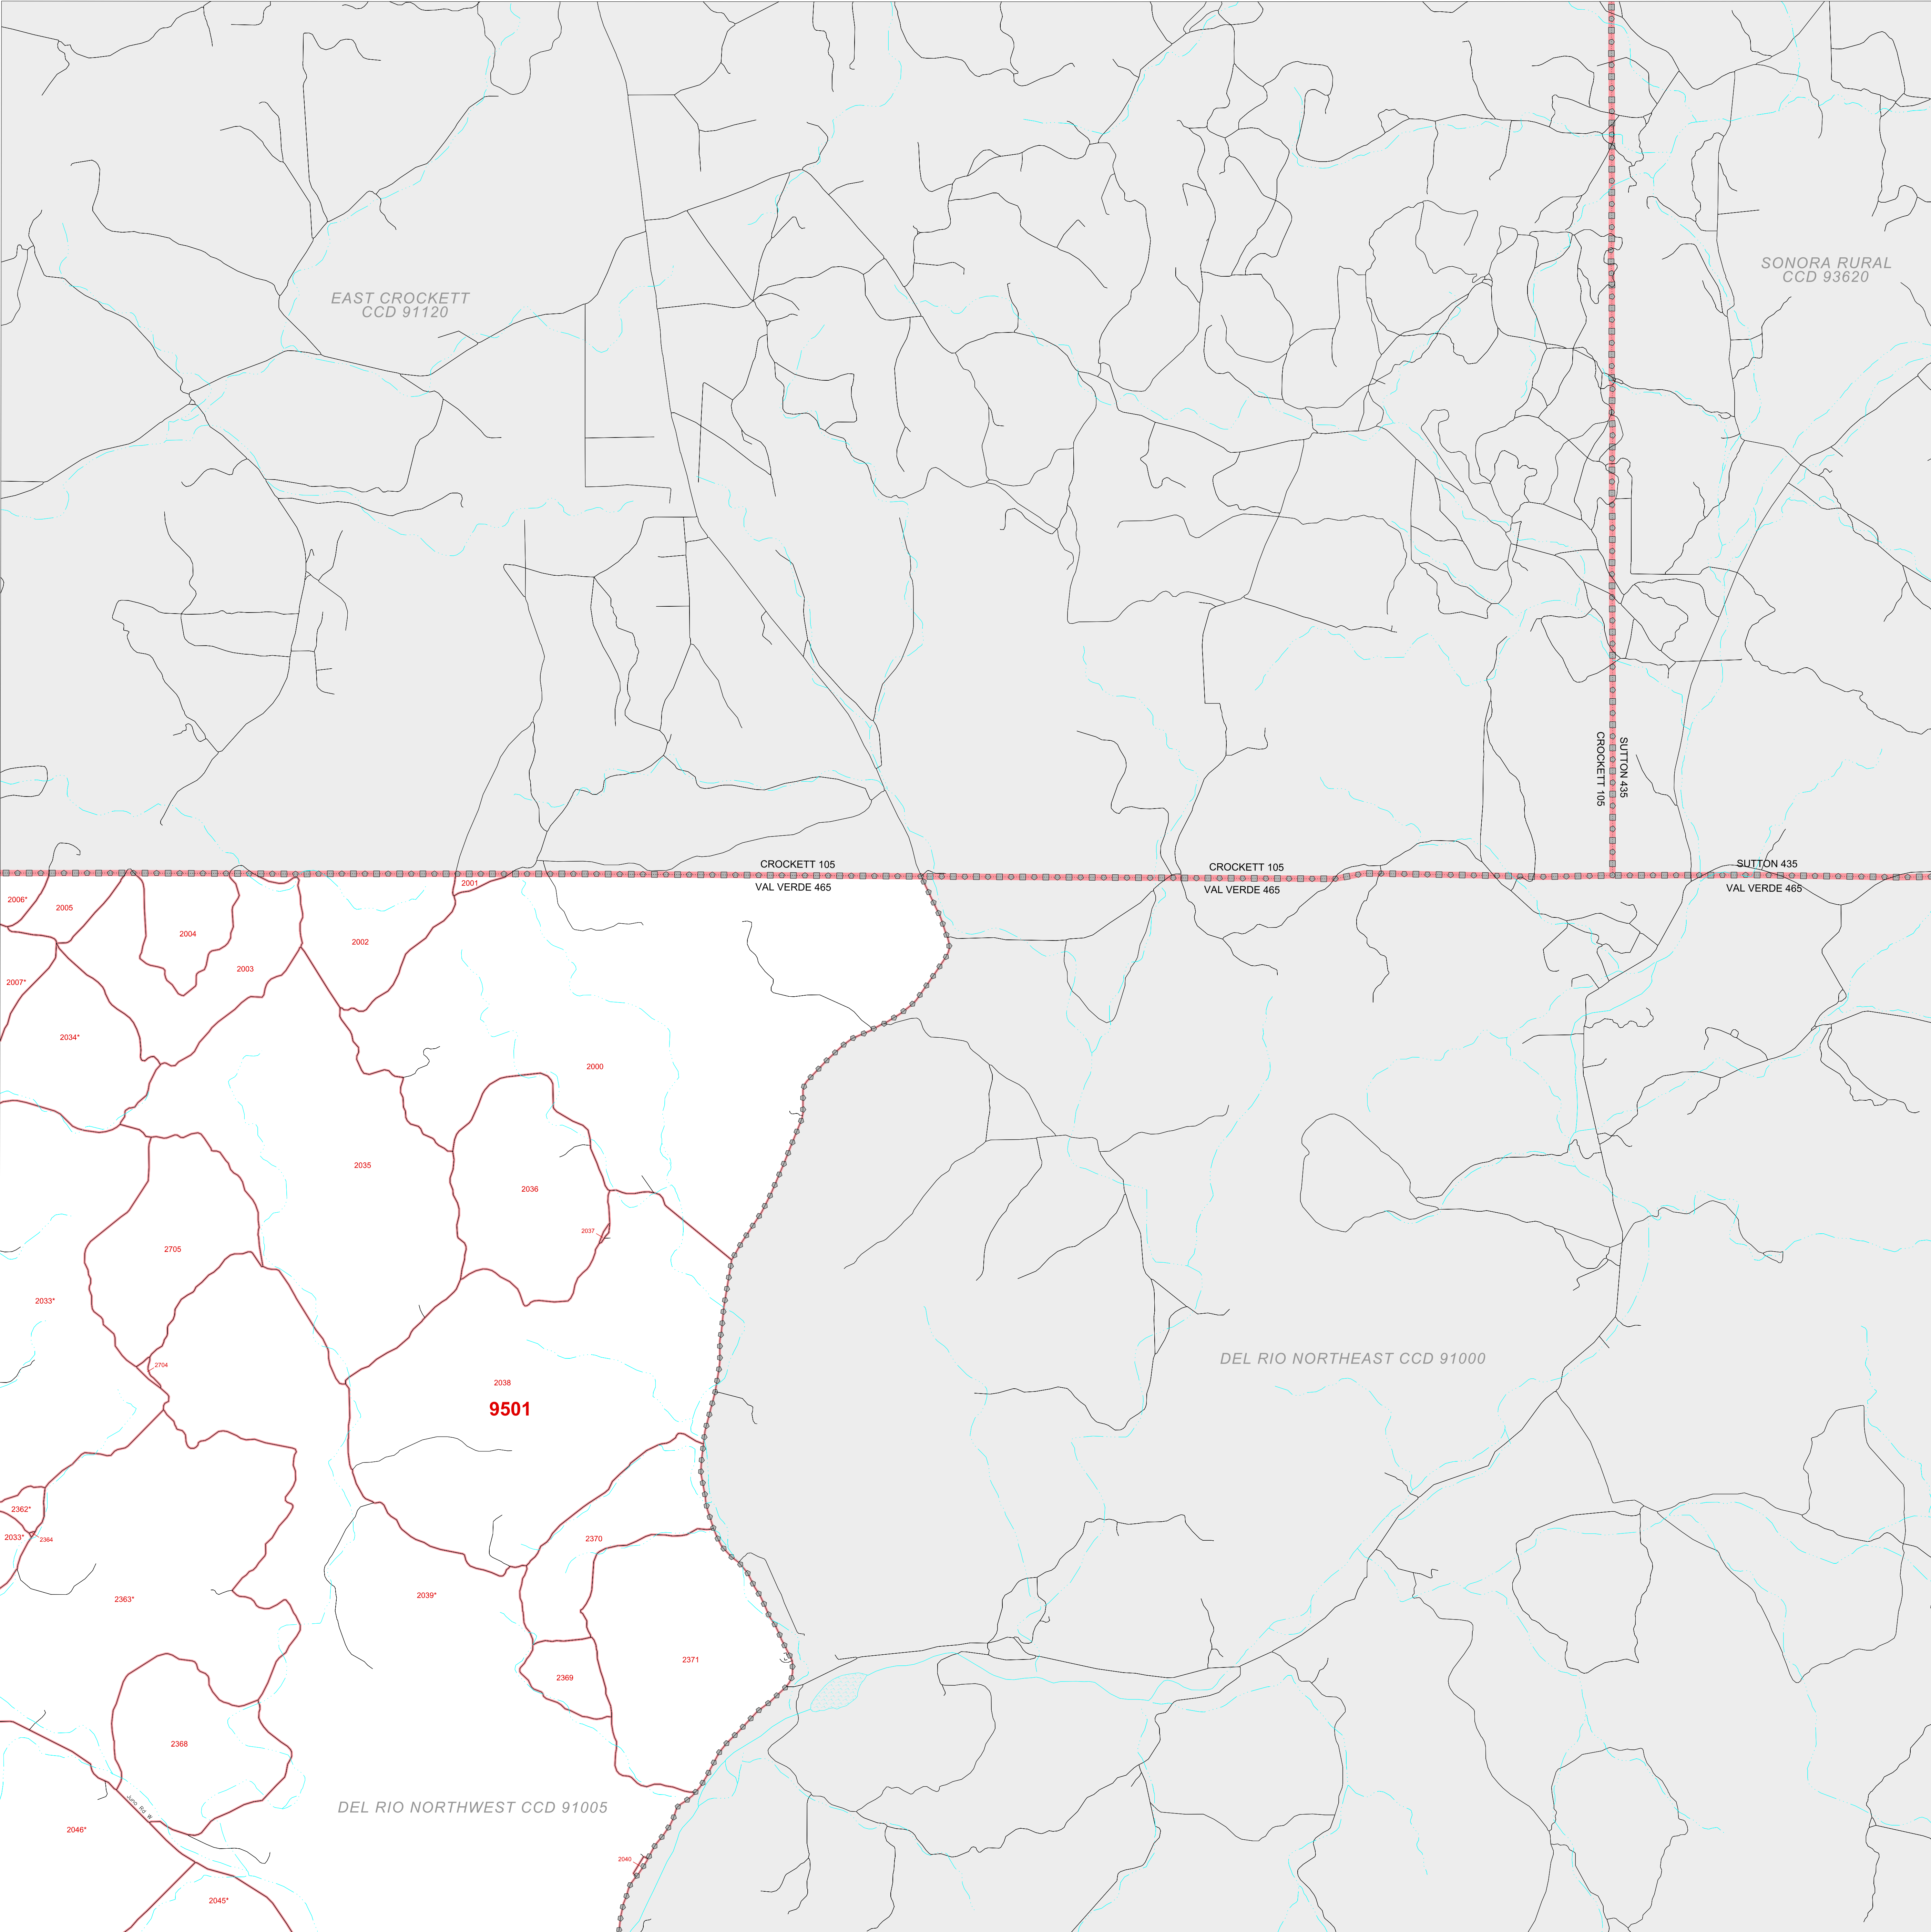 SONORA RURAL
CCD 93620
EAST CROCKETT
CCD 91120
SUTTON 435
CROCKETT 105
CROCKETT 105
VAL VERDE 465
CROCKETT 105
VAL VERDE 465
SUTTON 435
VAL VERDE 465
2001
2006*
2005
2004
2002
2003
2007*
2034*
2000
2035
2036
2037
2705
2033*
2704
2038
9501
DEL RIO NORTHEAST CCD 91000
2362*
2033*
2364
2370
2363*
2039*
2371
2369
2368
Juno Rd W
DEL RIO NORTHWEST CCD 91005
2046*
2040
2045*